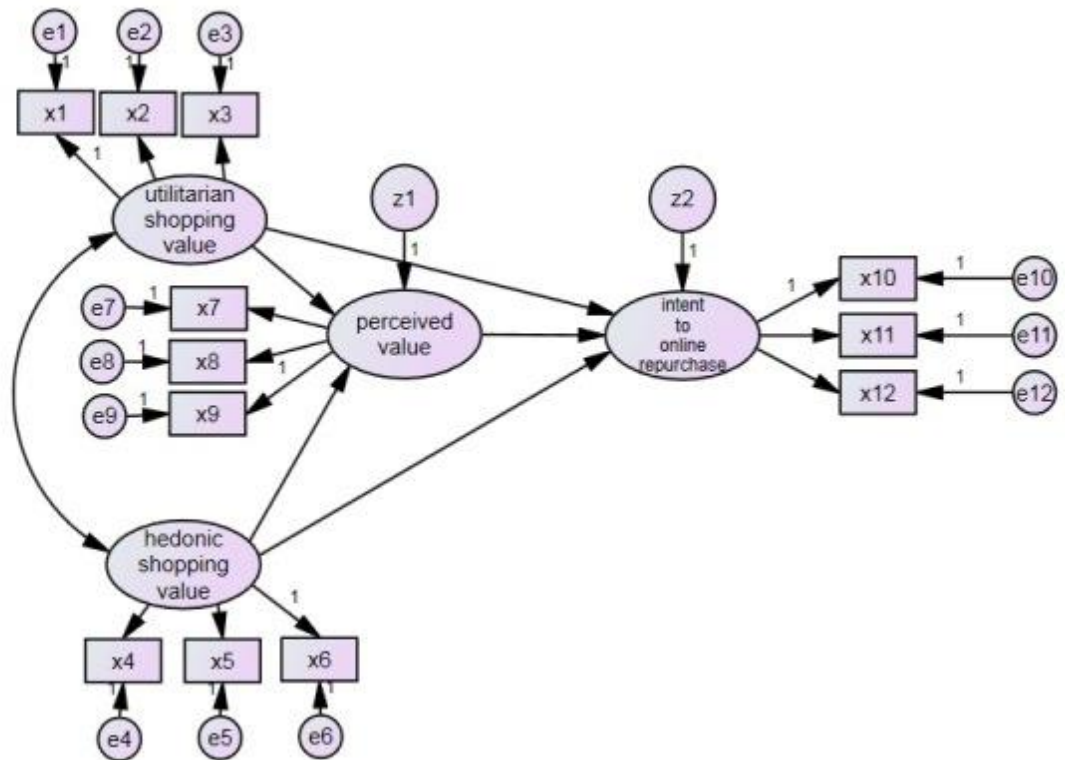 e1
e2
e3
1
1
1
x1
x2
x3
1
utilitarian
shopping
value
z1
z2
1
1
e7
1
x7
e8
1
x8
e9
1
x9
1
perceived
value
intent
to
online
repurchase
1
x10
1
e10
x11
1
e11
x12
1
e12
hedonic
shopping
value
1
x4
x5
x6
1
1
1
e4
e5
e6